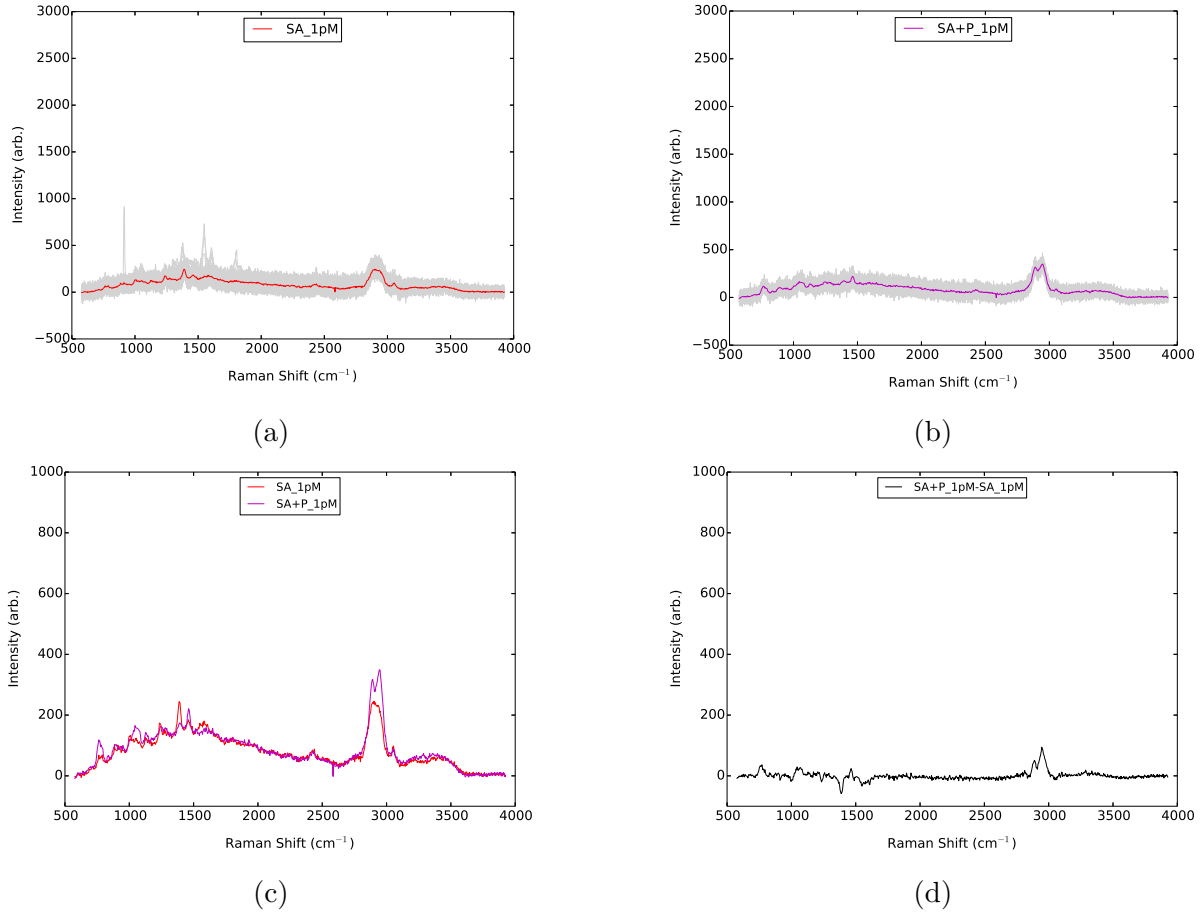 SA_1pM
3000
2500
2000
1500
1000
500
0
−500
500 1000 1500 2000 2500 3000 3500 4000
Intensity (arb.)
Raman Shift (cm⁻¹)
(a)
SA+P_1pM
3000
2500
2000
1500
1000
500
0
−500
500 1000 1500 2000 2500 3000 3500 4000
Intensity (arb.)
Raman Shift (cm⁻¹)
(b)
SA_1pM
SA+P_1pM
1000
800
600
400
200
0
500 1000 1500 2000 2500 3000 3500 4000
Intensity (arb.)
Raman Shift (cm⁻¹)
(c)
SA+P_1pM-SA_1pM
1000
800
600
400
200
0
500 1000 1500 2000 2500 3000 3500 4000
Intensity (arb.)
Raman Shift (cm⁻¹)
(d)